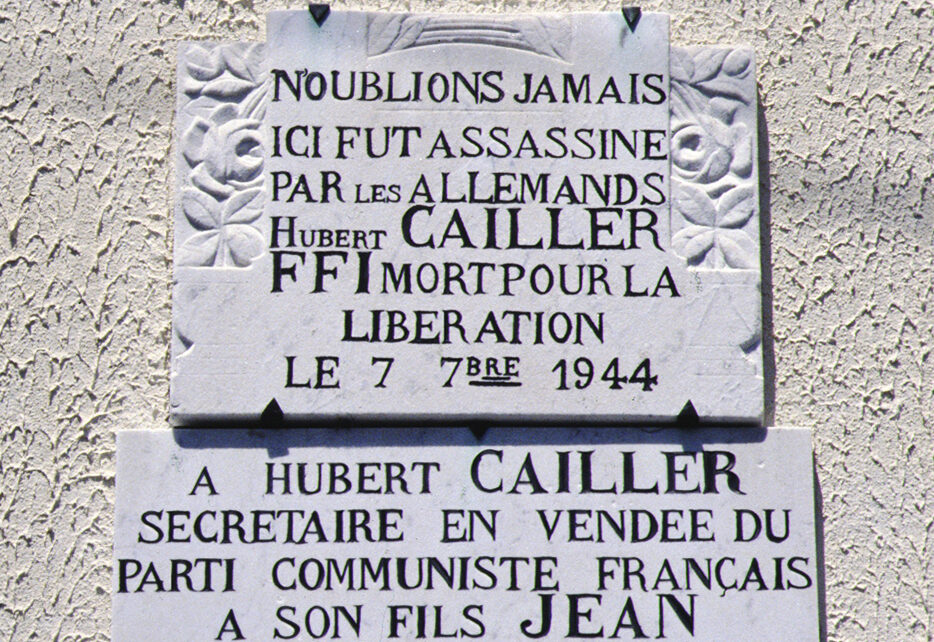 N'OUBLIONS JAMAIS
ICI FUT ASSASSINE
PAR LES ALLEMANDS
HUBERT CAILLER
FFI MORT POUR LA
LIBERATION
LE 7 7BRE 1944
A HUBERT CAILLER
SECRETAIRE EN VENDEE DU
PARTI COMMUNISTE FRANÇAIS
A SON FILS JEAN